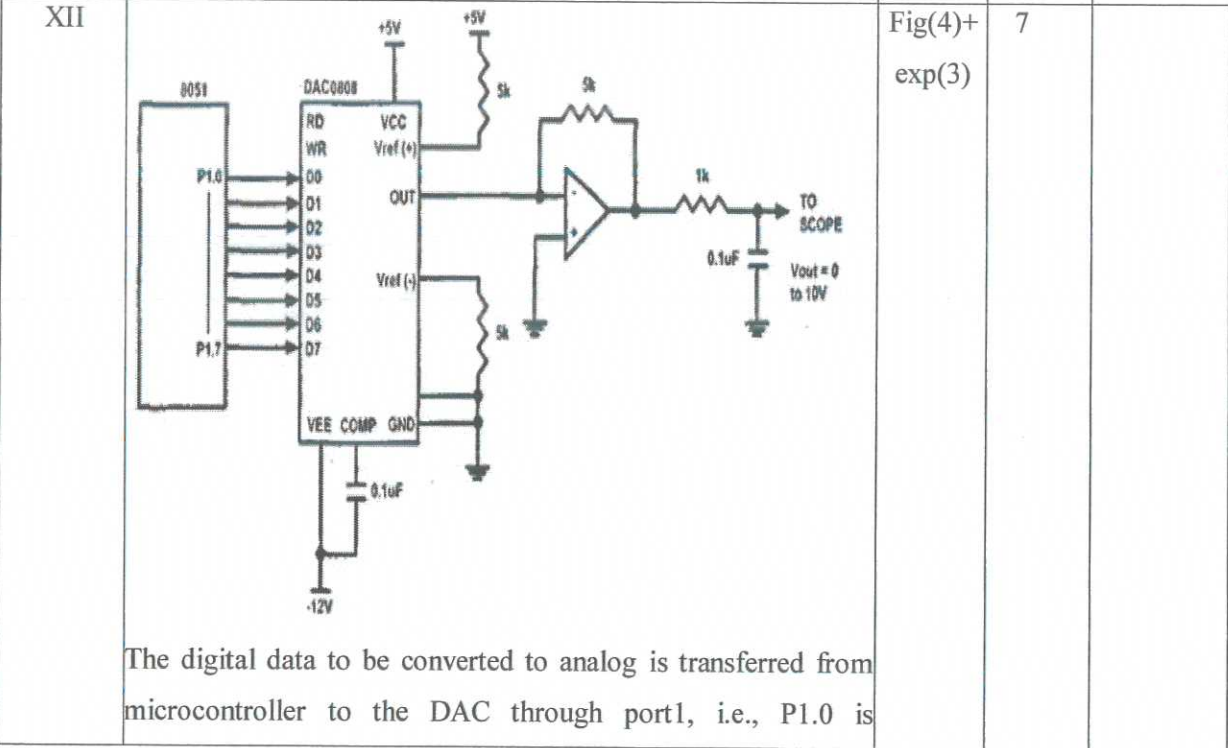 XII
Fig(4)+
exp(3)
7
+5V
+5V
8051
DAC0808
5k
5k
RD
VCC
WR
Vref (+)
P1.0
D0
OUT
D1
D2
D3
D4
D5
D6
P1.7
D7
Vref (-)
5k
-
+
1k
TO
SCOPE
0.1uF
Vout = 0
to 10V
VEE COMP GND
0.1uF
-12V
The digital data to be converted to analog is transferred from
microcontroller to the DAC through port1, i.e., P1.0 is